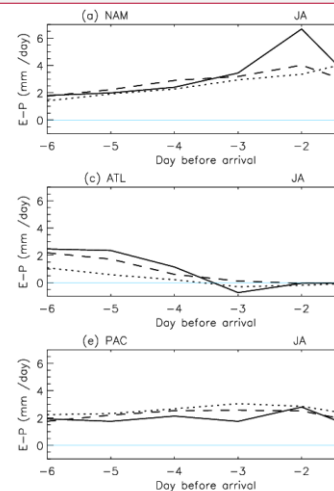 (a) NAM
JA
E-P (mm /day)
6
4
2
0
-6
-5
-4
-3
-2
Day before arrival
(c) ATL
JA
E-P (mm /day)
6
4
2
0
-6
-5
-4
-3
-2
Day before arrival
(e) PAC
JA
E-P (mm /day)
6
4
2
0
-6
-5
-4
-3
-2
Day before arrival